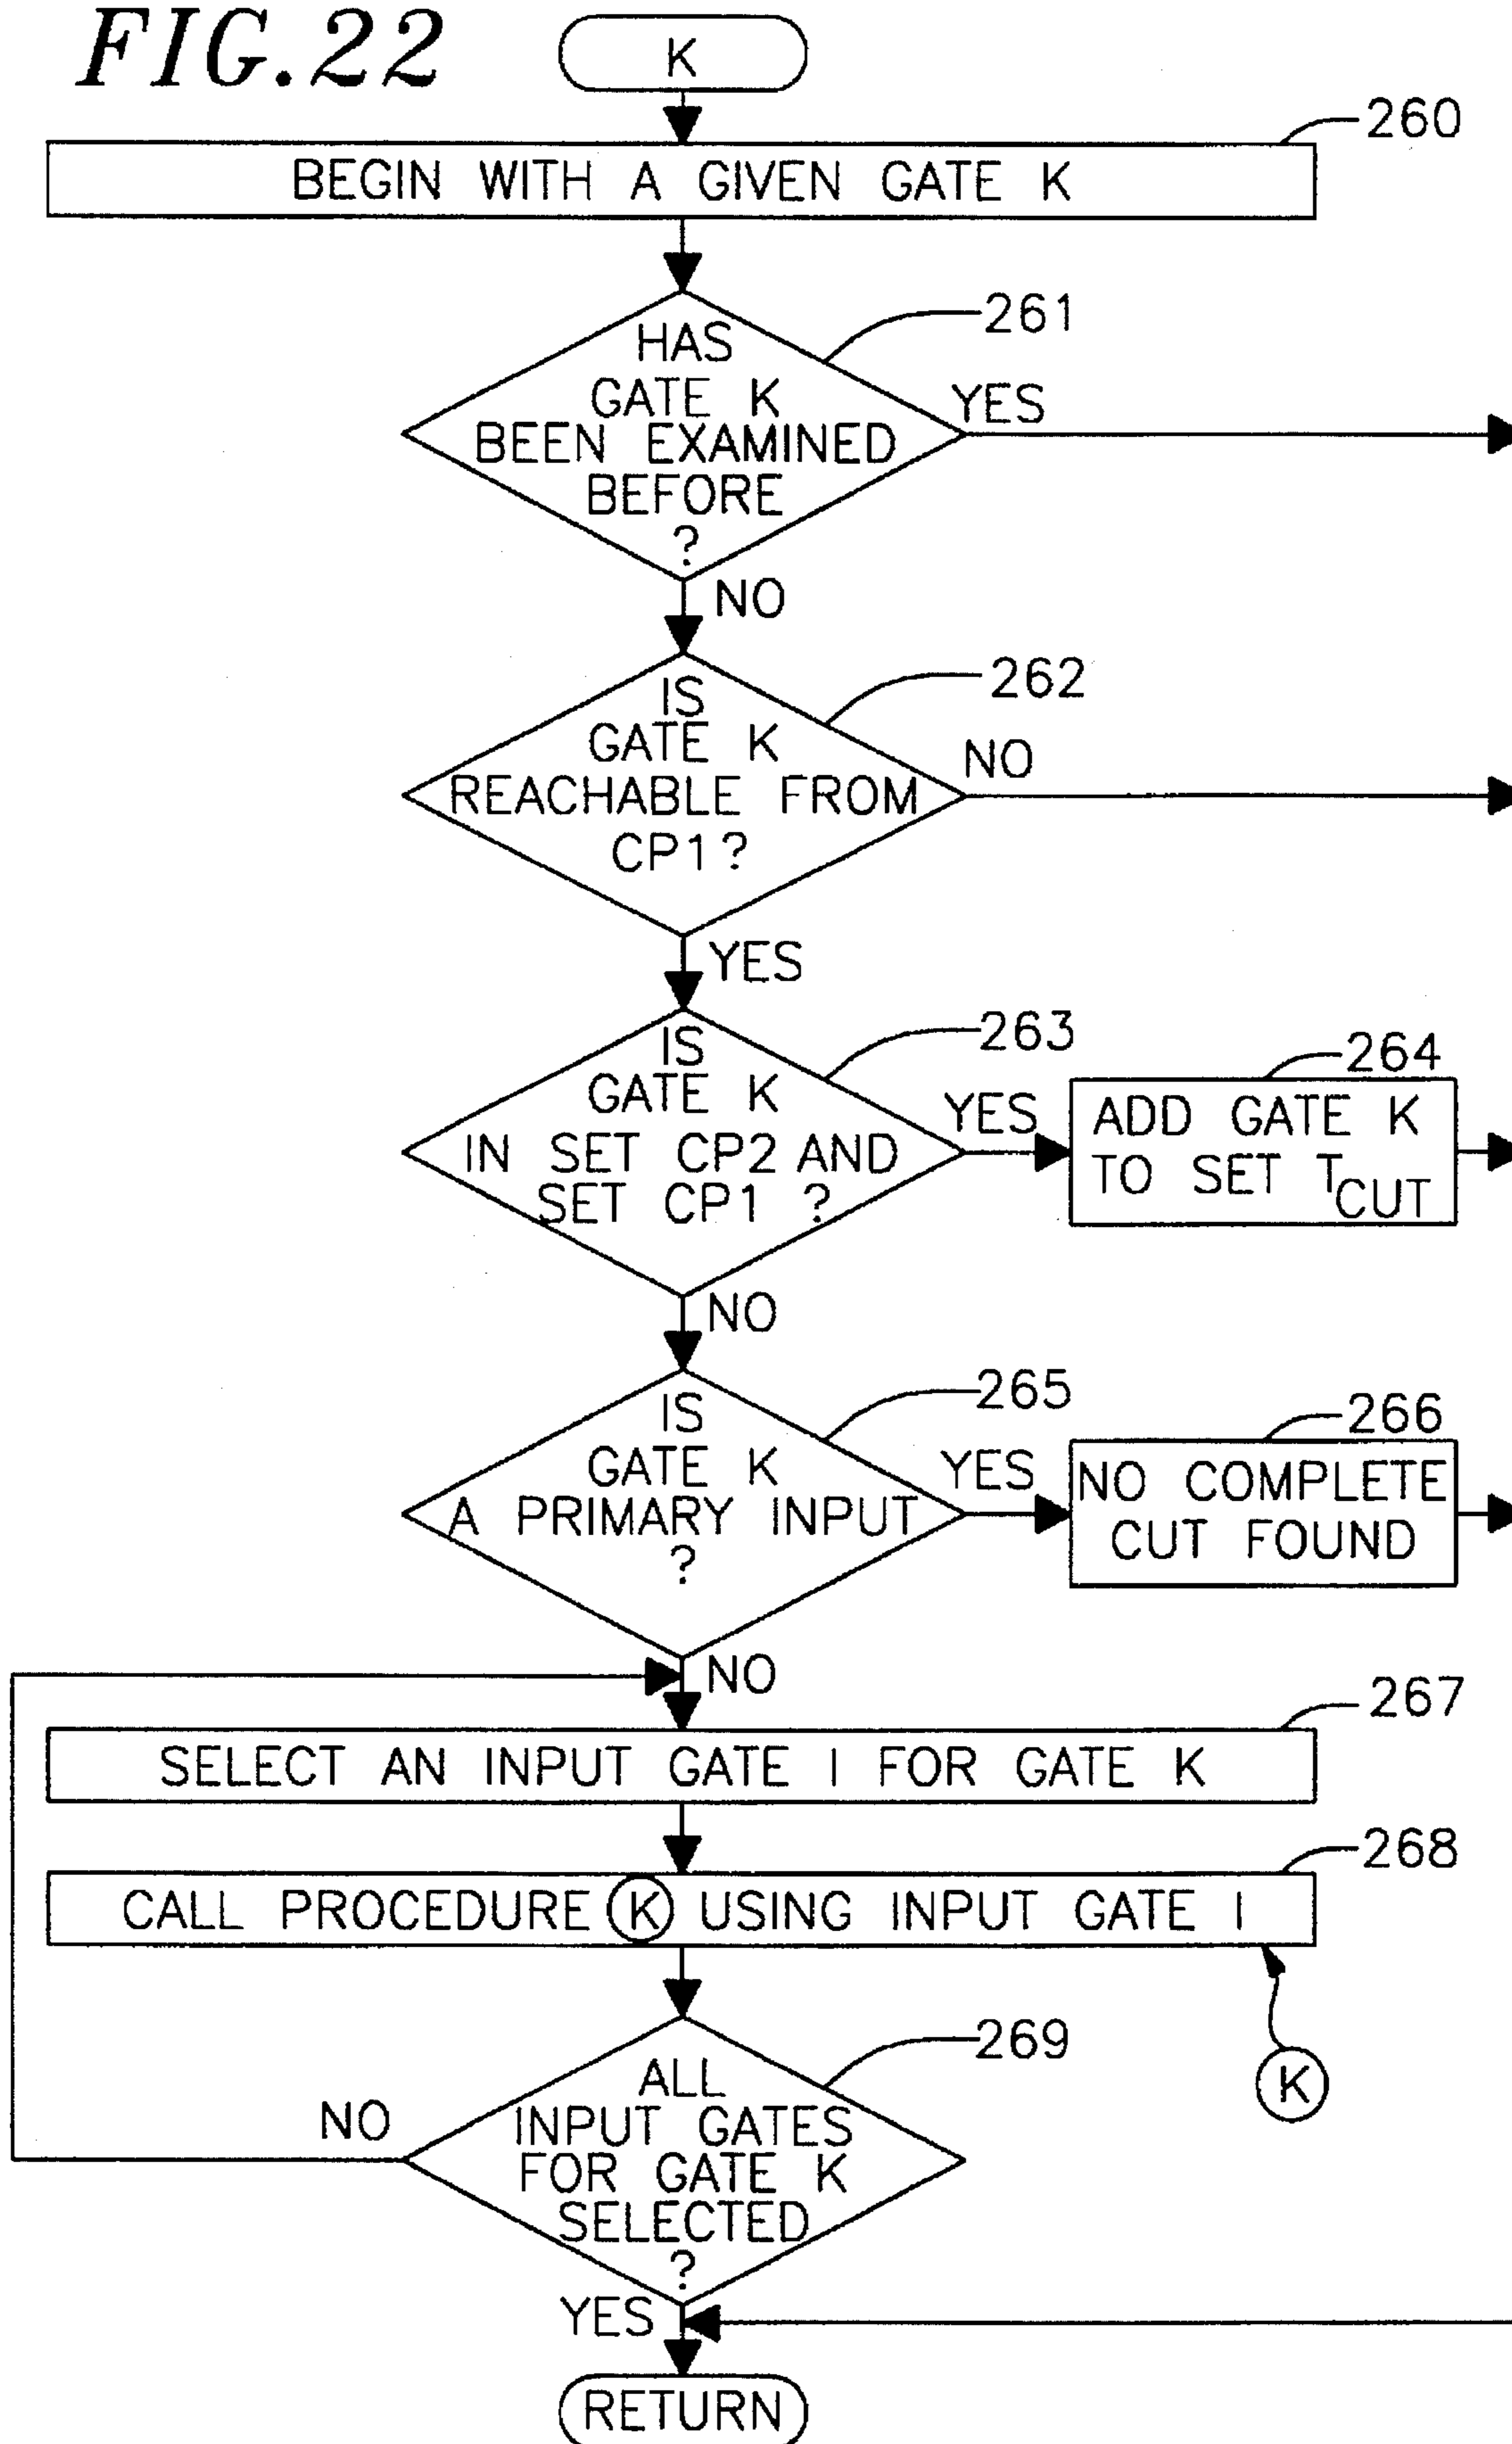 FIG.22
K
260
BEGIN WITH A GIVEN GATE K
261
HAS
GATE K
BEEN EXAMINED
BEFORE
?
YES
NO
262
IS
GATE K
REACHABLE FROM
CP1?
NO
YES
263
IS
GATE K
IN SET CP2 AND
SET CP1 ?
YES
264
ADD GATE K
TO SET TCUT
NO
265
IS
GATE K
A PRIMARY INPUT
?
YES
266
NO COMPLETE
CUT FOUND
NO
267
SELECT AN INPUT GATE I FOR GATE K
268
CALL PROCEDURE K USING INPUT GATE I
K
269
ALL
INPUT GATES
FOR GATE K
SELECTED
?
NO
YES
RETURN